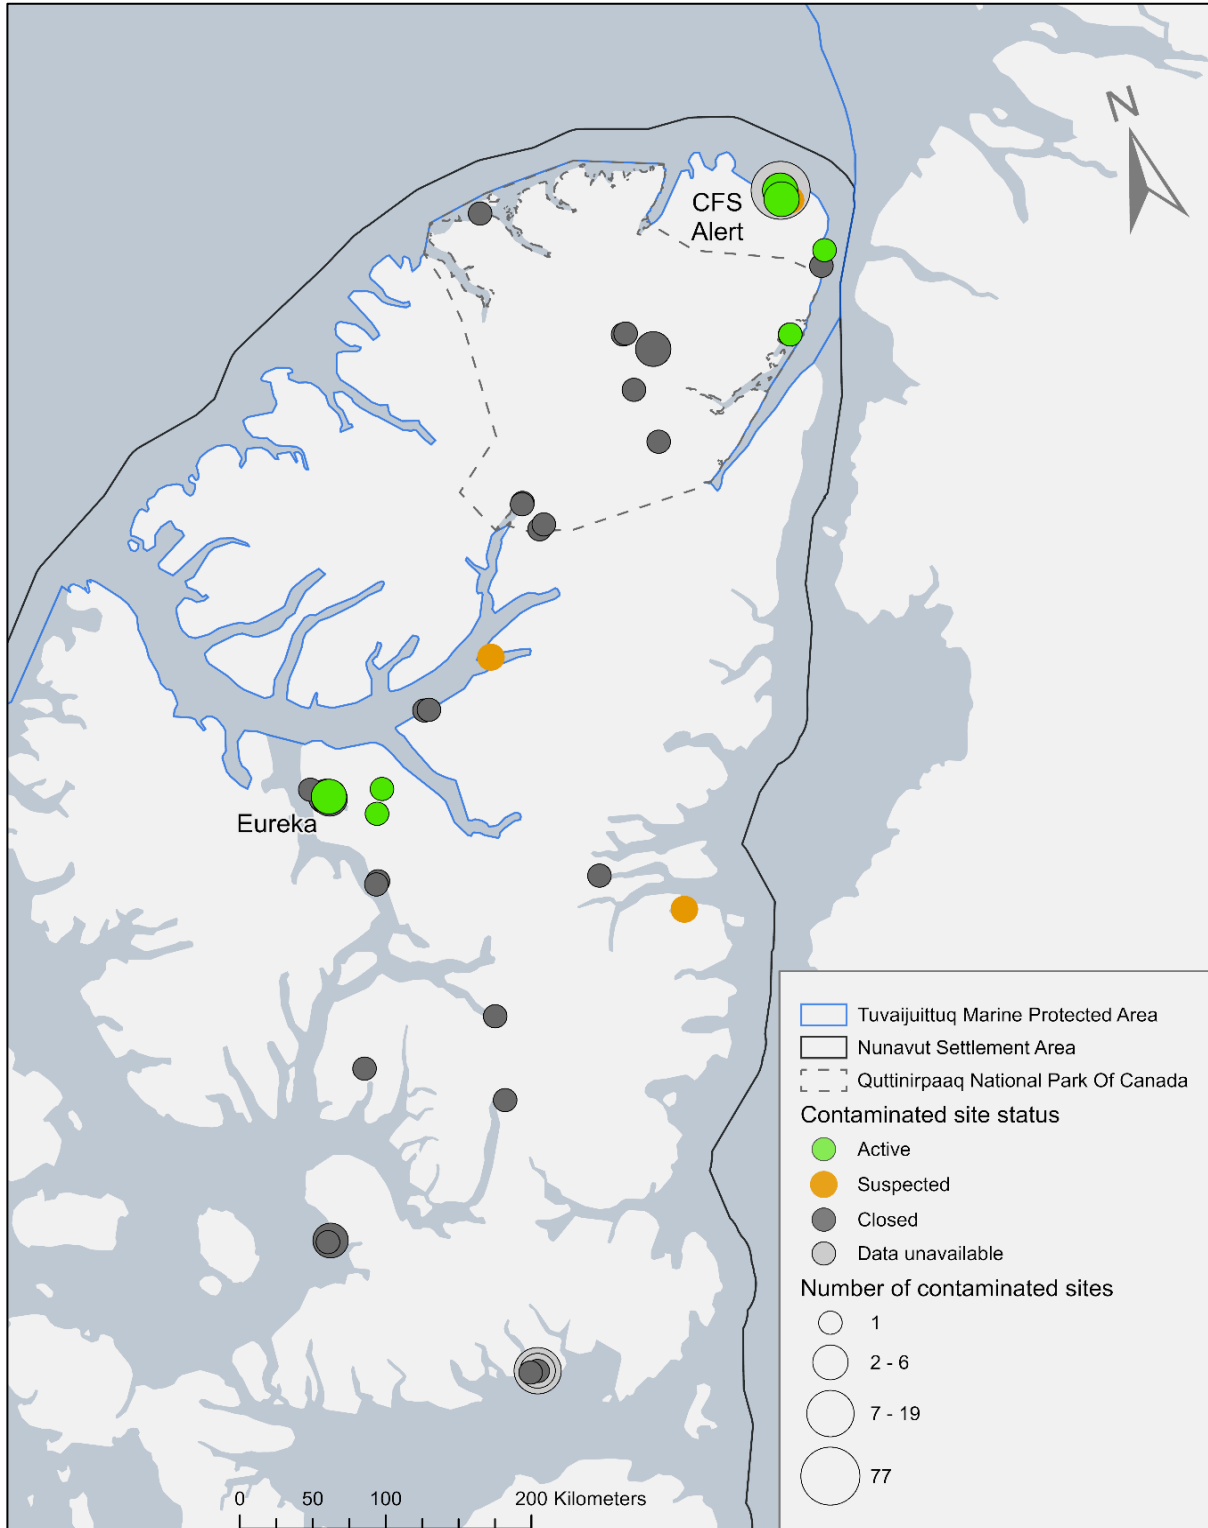 N
CFS
Alert
Eureka
Tuvaijuittuq Marine Protected Area
Nunavut Settlement Area
Quttinirpaaq National Park Of Canada
Contaminated site status
Active
Suspected
Closed
Data unavailable
Number of contaminated sites
1
2 - 6
7 - 19
77
0 50 100 200 Kilometers